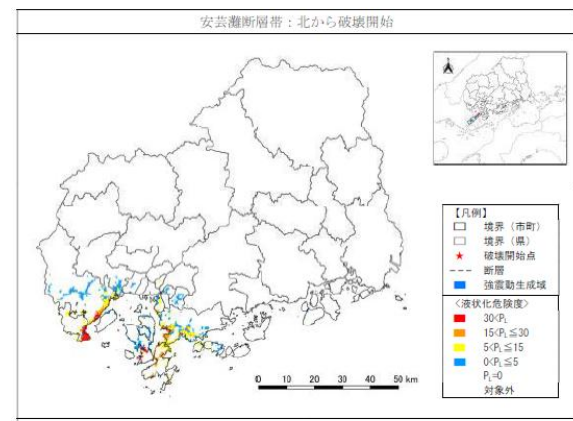 安芸灘断層帯：北から破壊開始
【凡例】
境界（市町）
境界（県）
破壊開始点
断層
強震動生成域
<液状化危険度>
30<PL
15<PL≦30
5<PL≦15
0<PL≦5
PL=0
対象外
0 10 20 30 40 50 km